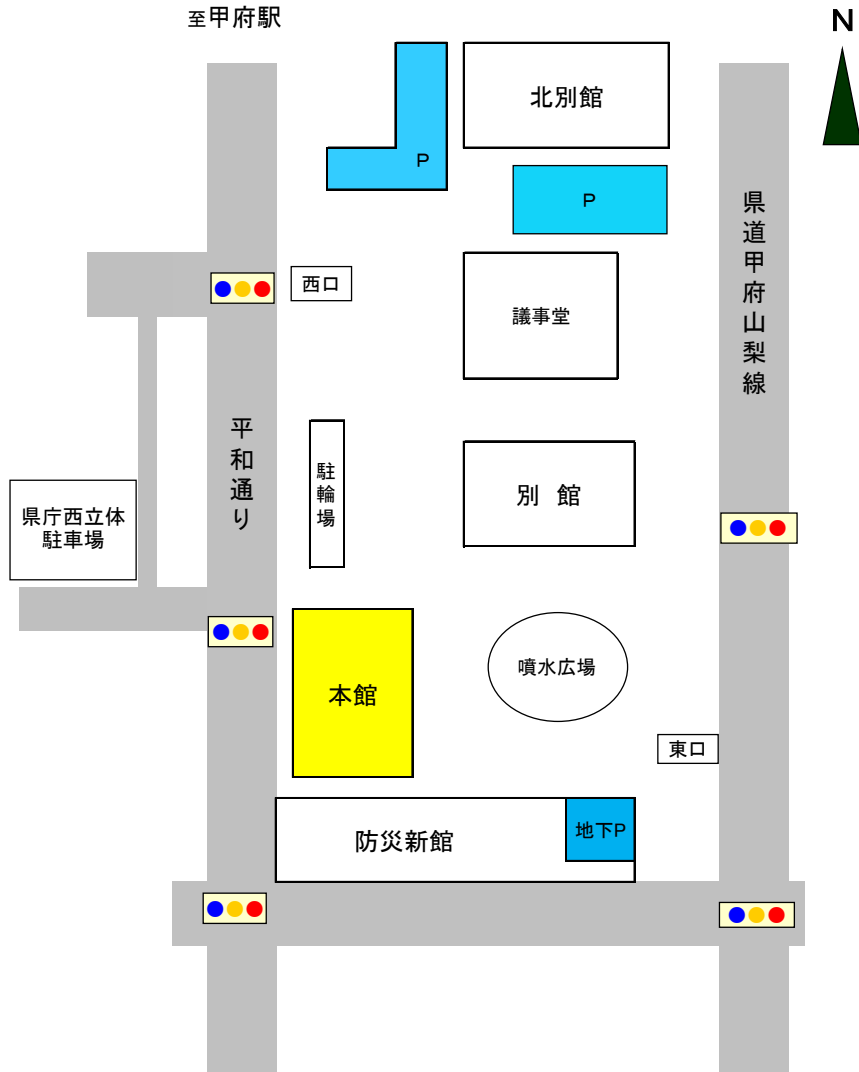 至甲府駅
N
北別館
P
P
県道甲府山梨線
西口
議事堂
平和通り
駐輪場
別 館
県庁西立体
駐車場
本館
噴水広場
東口
防災新館
地下P